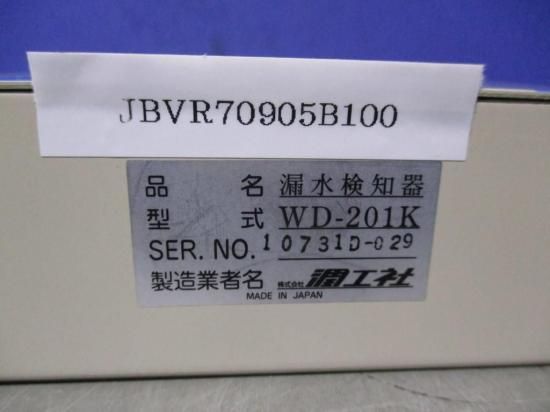 JBVR70905B100
品 名 漏水検知器
型 式 WD-201K
SER. NO. 10731D-029
製造業者名 株式会社 潤工社
MADE IN JAPAN